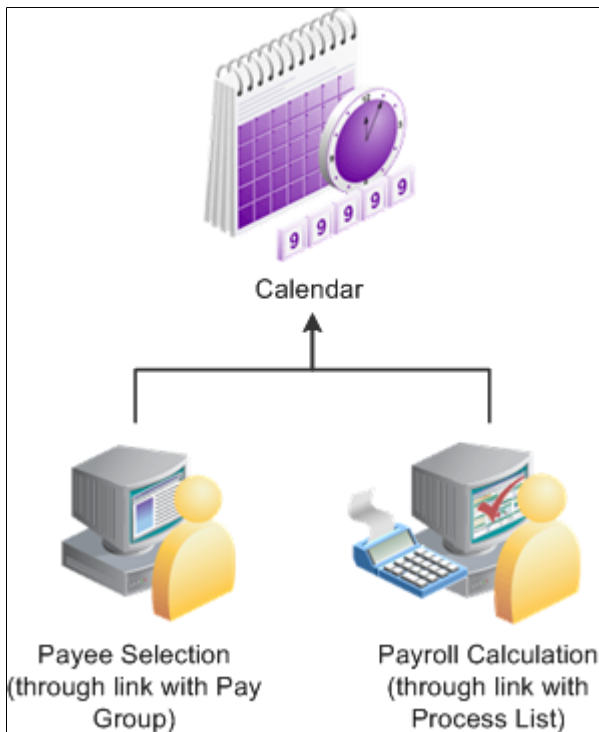 9 9 9 9 9
Calendar
Payee Selection
(through link with Pay
Group)
Payroll Calculation
(through link with
Process List)